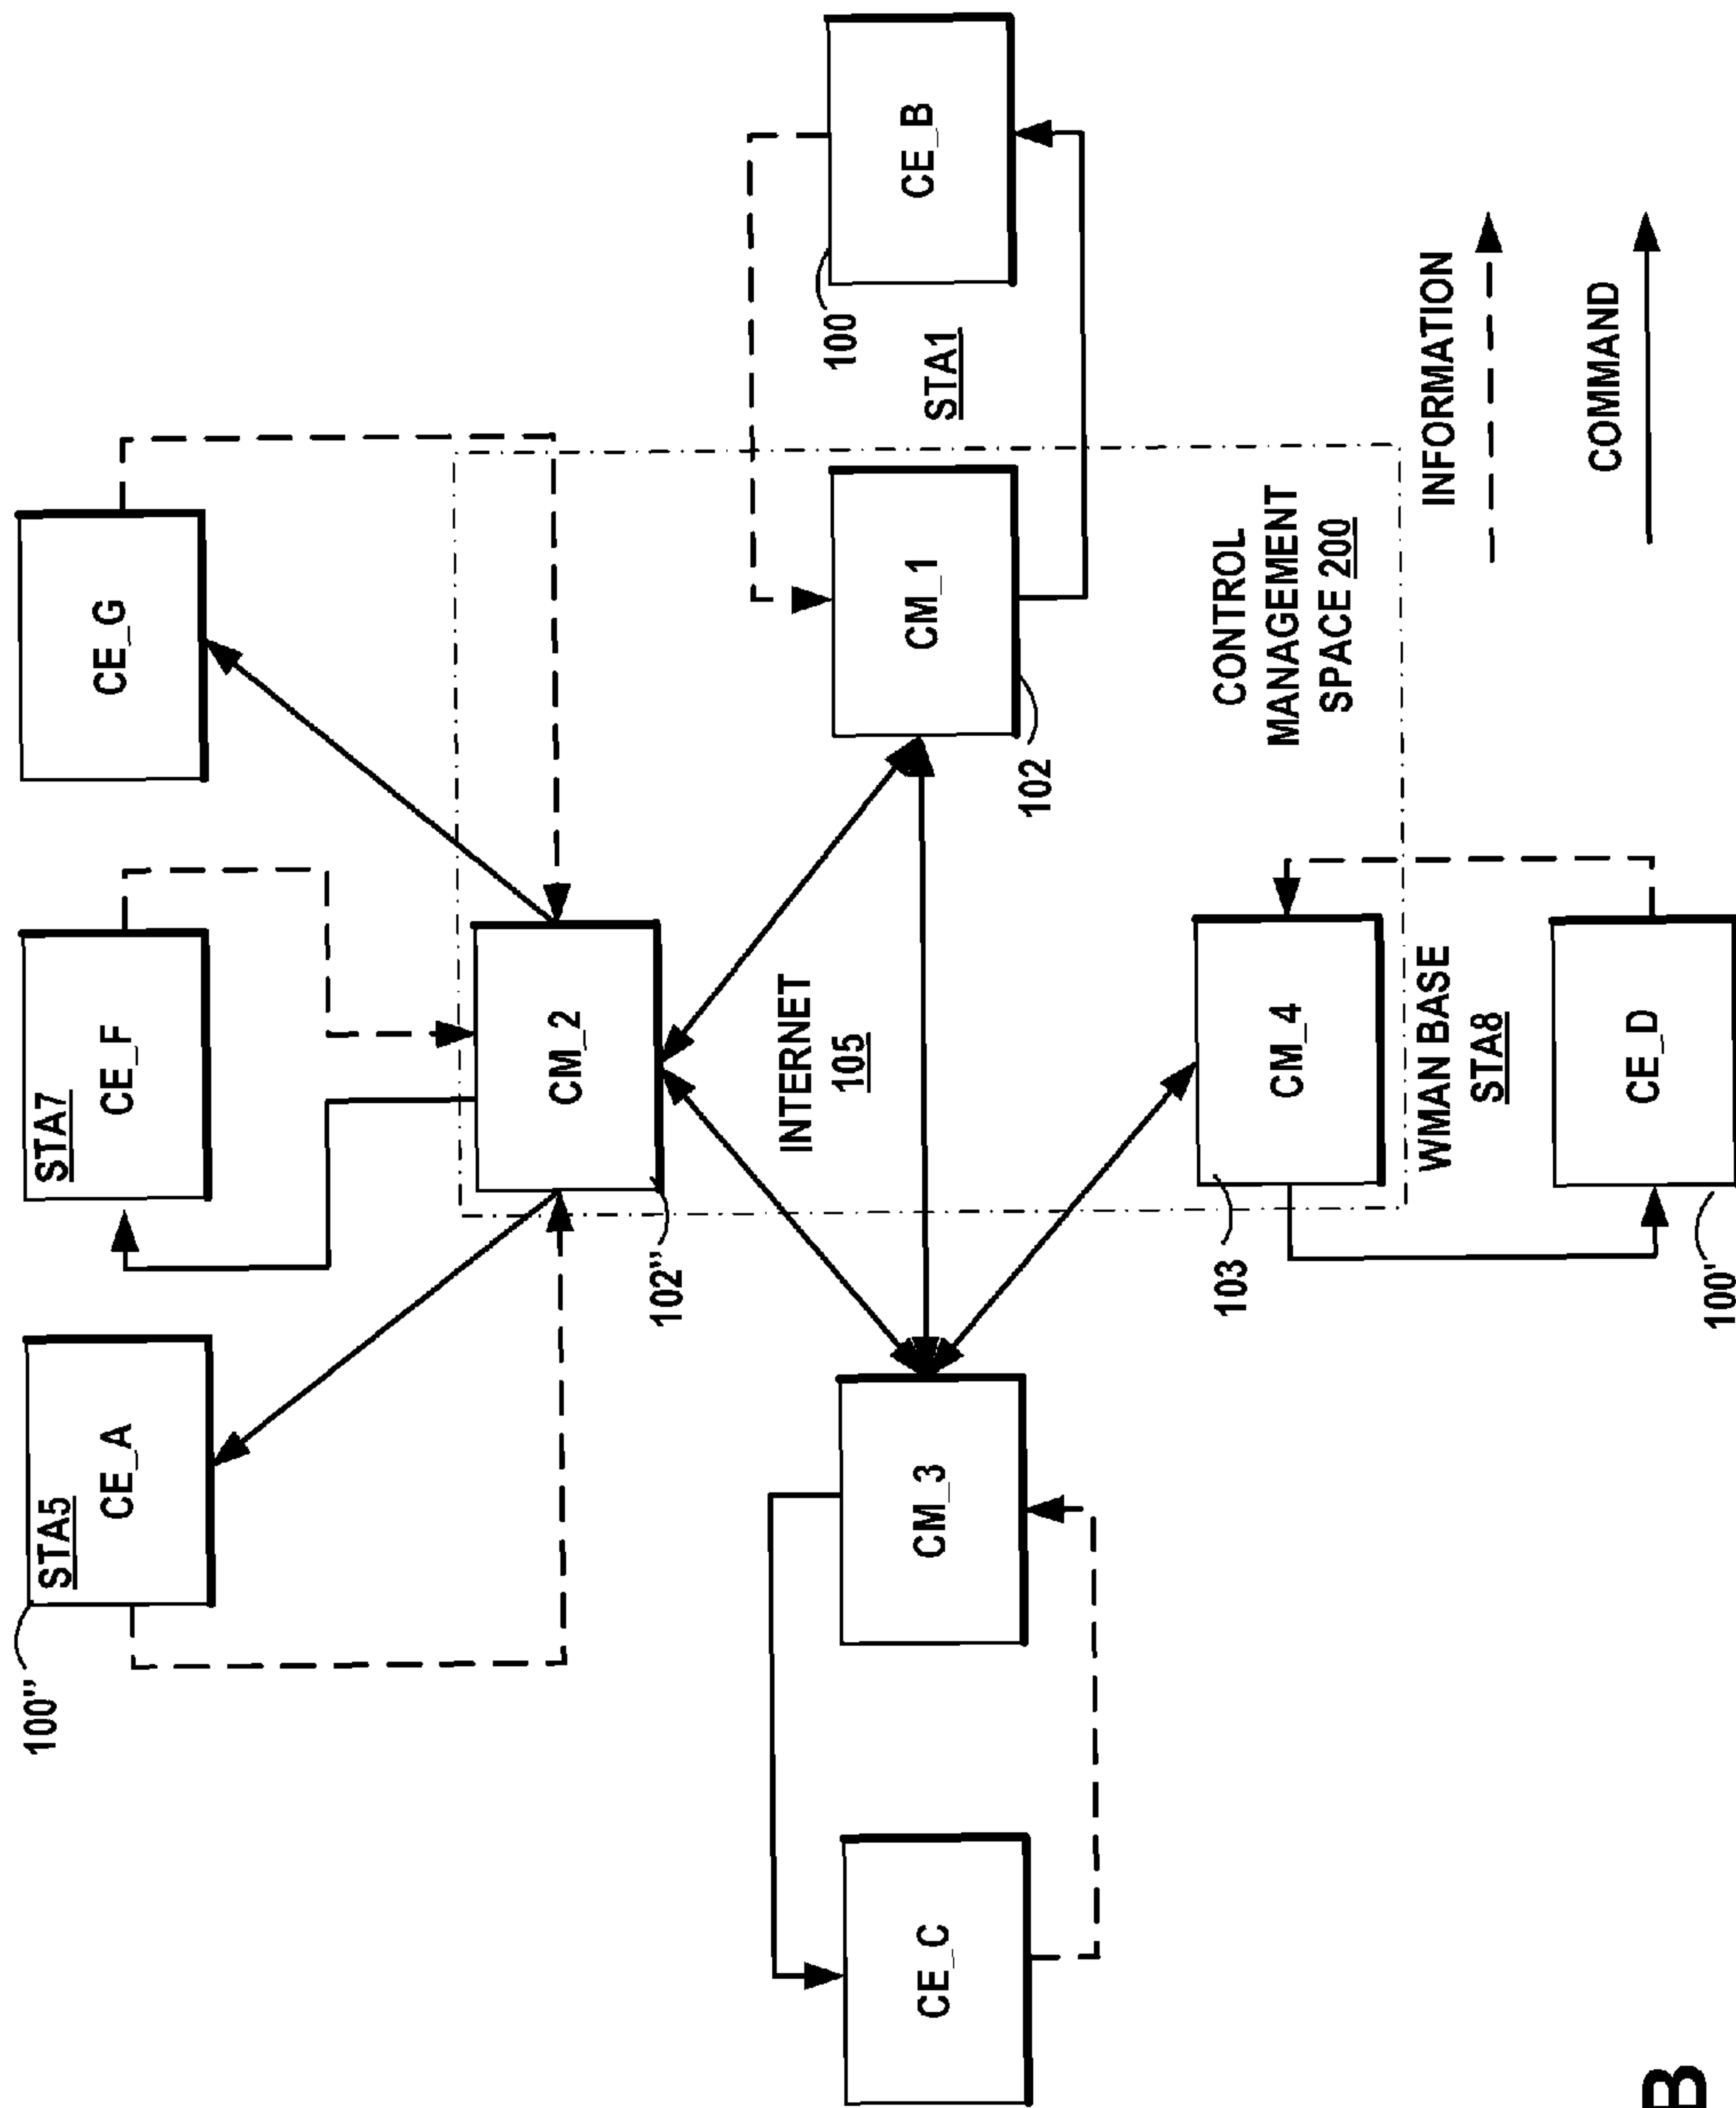 100"
STA5
STA7
CE_A
CE_F
CE_G
CM_2
102"
INTERNET
105
100
CE_C
CM_3
CM_1
STA1
CE_B
102
103
CM_4
CONTROL
MANAGEMENT
SPACE 200
WMAN BASE
STA8
INFORMATION
COMMAND
CE_D
100'
B